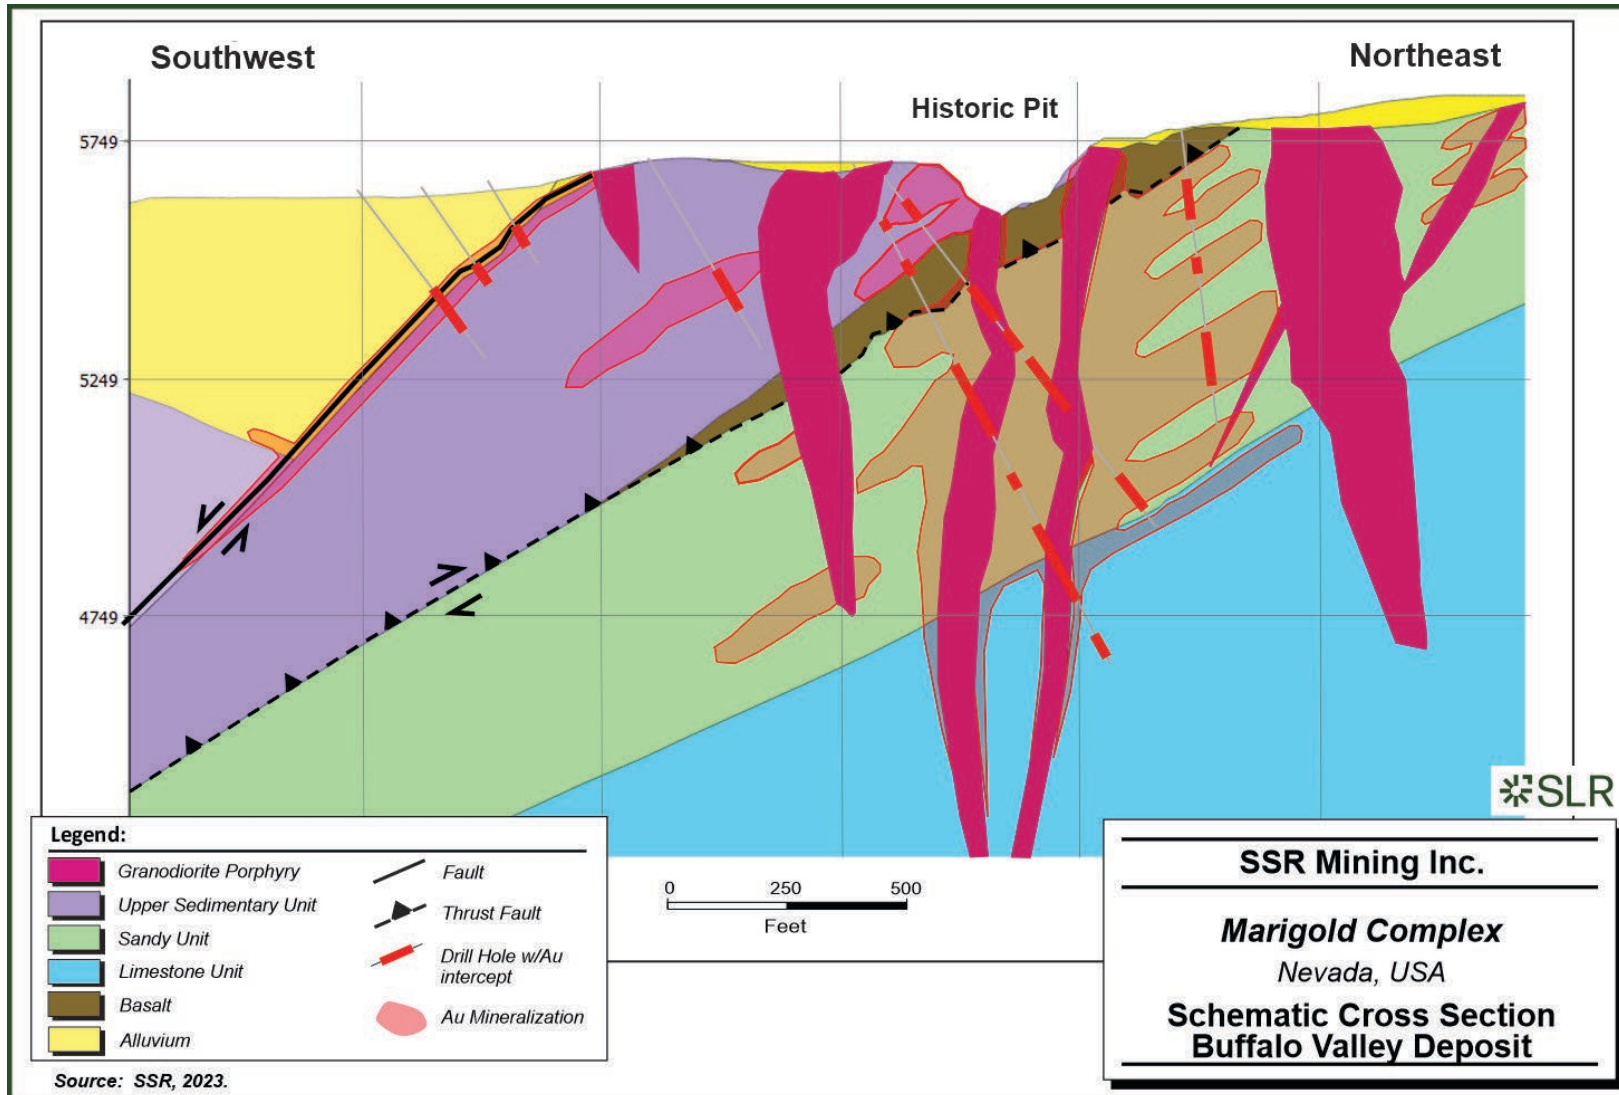 Southwest
Northeast
Historic Pit
5749
5249
4749
Legend:
Granodiorite Porphyry
Upper Sedimentary Unit
Sandy Unit
Limestone Unit
Basalt
Alluvium
Fault
Thrust Fault
Drill Hole w/Au
intercept
Au Mineralization
0 250 500
Feet
SLR
SSR Mining Inc.
Marigold Complex
Nevada, USA
Schematic Cross Section
Buffalo Valley Deposit
Source: SSR, 2023.